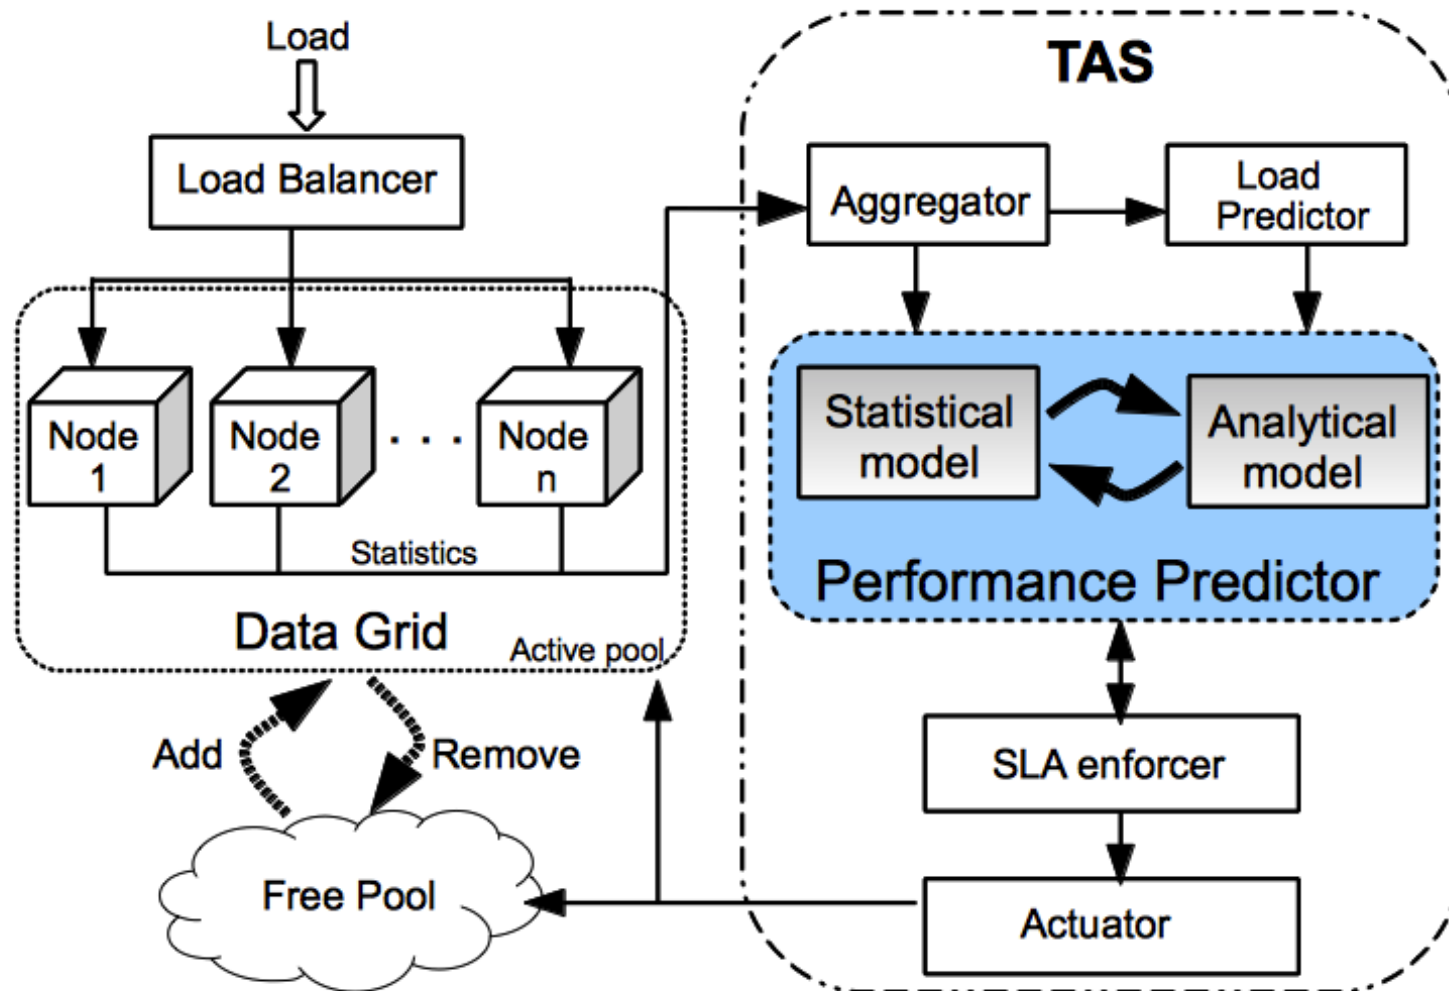 Load
Load Balancer
Node
1
Node
2
. . .
Node
n
Statistics
Data Grid
Active pool
Add
Remove
Free Pool
TAS
Aggregator
Load
Predictor
Statistical
model
Analytical
model
Performance Predictor
SLA enforcer
Actuator